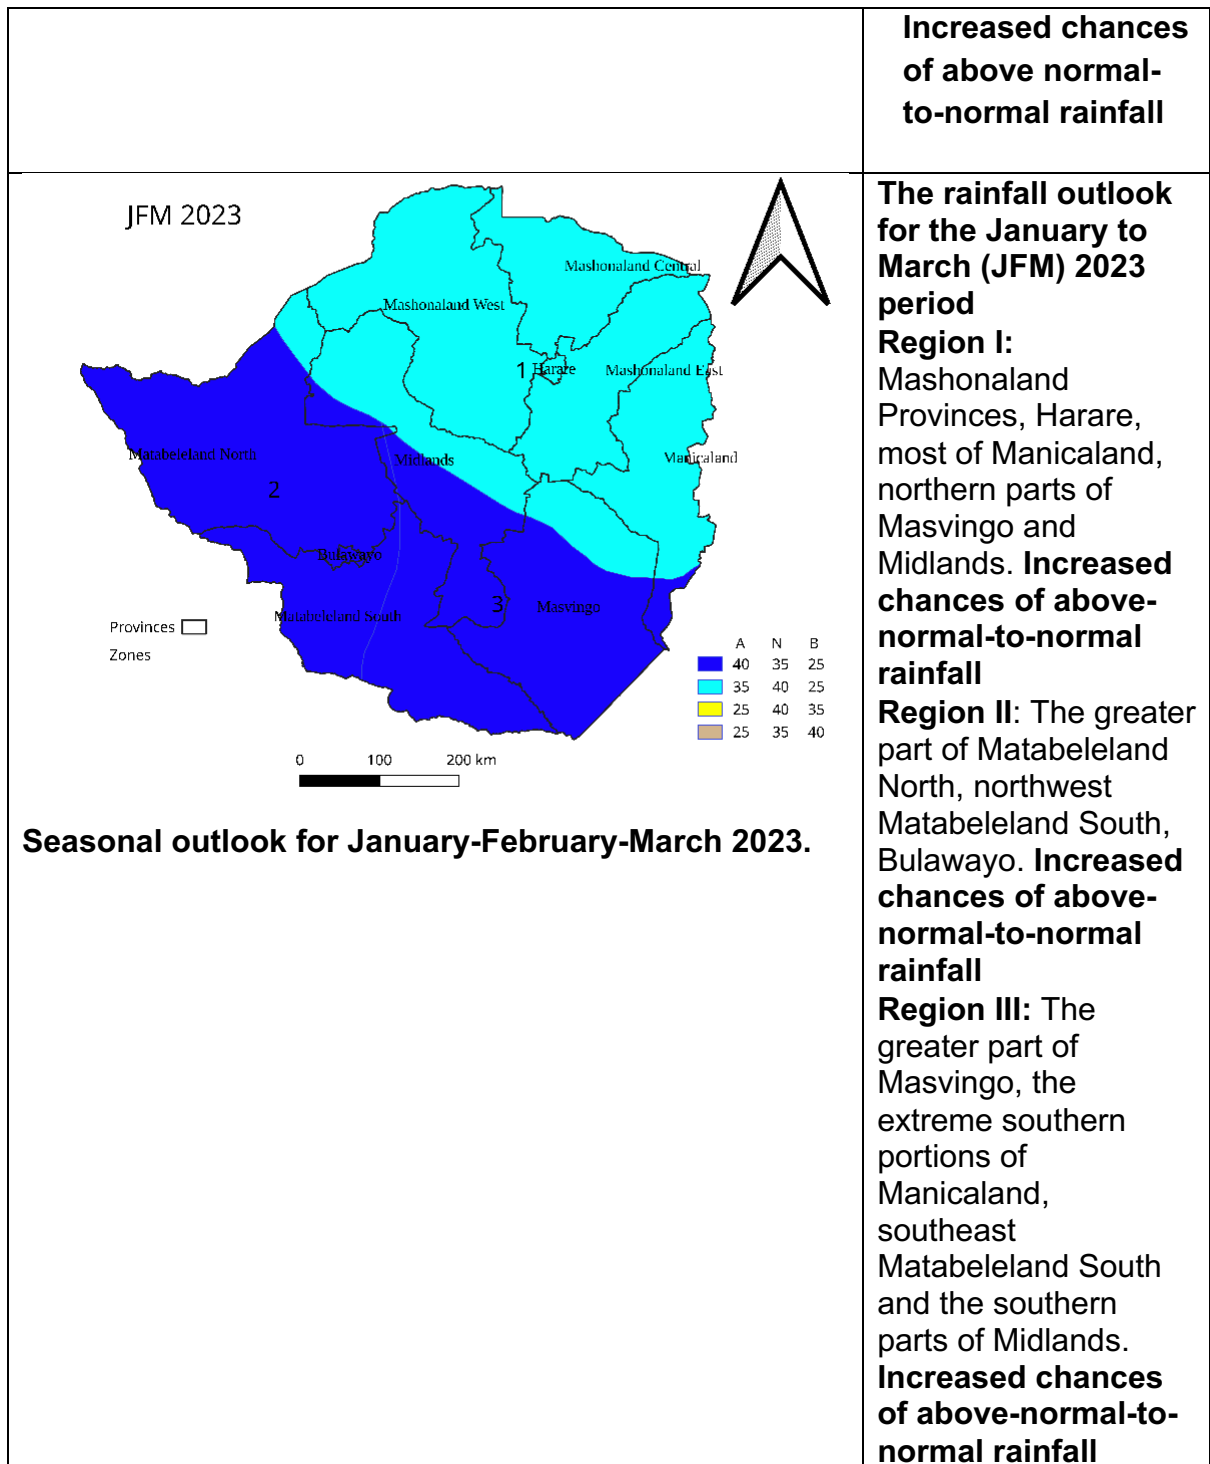 Increased chances
of above normal-
to-normal rainfall
JFM 2023
Mashonaland Central
Mashonaland West
1
Harare
Mashonaland East
Matabeleland North
Midlands
Manicaland
2
Bulawayo
3
Masvingo
Matabeleland South
Provinces
Zones
A N B
40 35 25
35 40 25
25 40 35
25 35 40
0 100 200 km
Seasonal outlook for January-February-March 2023.
The rainfall outlook
for the January to
March (JFM) 2023
period
Region I:
Mashonaland
Provinces, Harare,
most of Manicaland,
northern parts of
Masvingo and
Midlands. Increased
chances of above-
normal-to-normal
rainfall
Region II: The greater
part of Matabeleland
North, northwest
Matabeleland South,
Bulawayo. Increased
chances of above-
normal-to-normal
rainfall
Region III: The
greater part of
Masvingo, the
extreme southern
portions of
Manicaland,
southeast
Matabeleland South
and the southern
parts of Midlands.
Increased chances
of above-normal-to-
normal rainfall